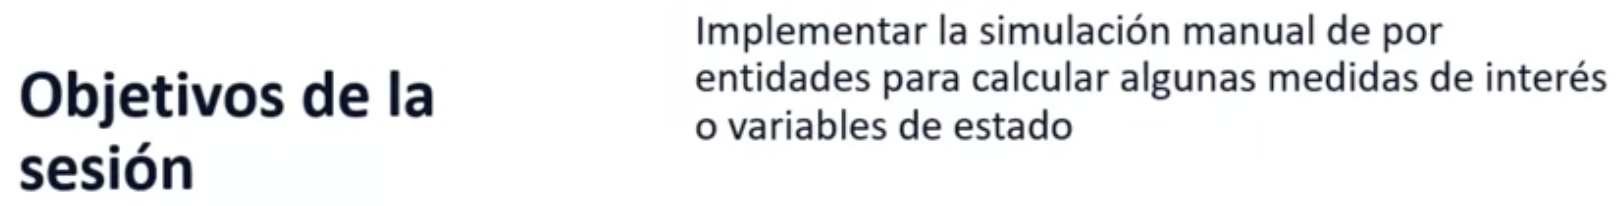 Objetivos de la
sesión
Implementar la simulación manual de por
entidades para calcular algunas medidas de interés
o variables de estado